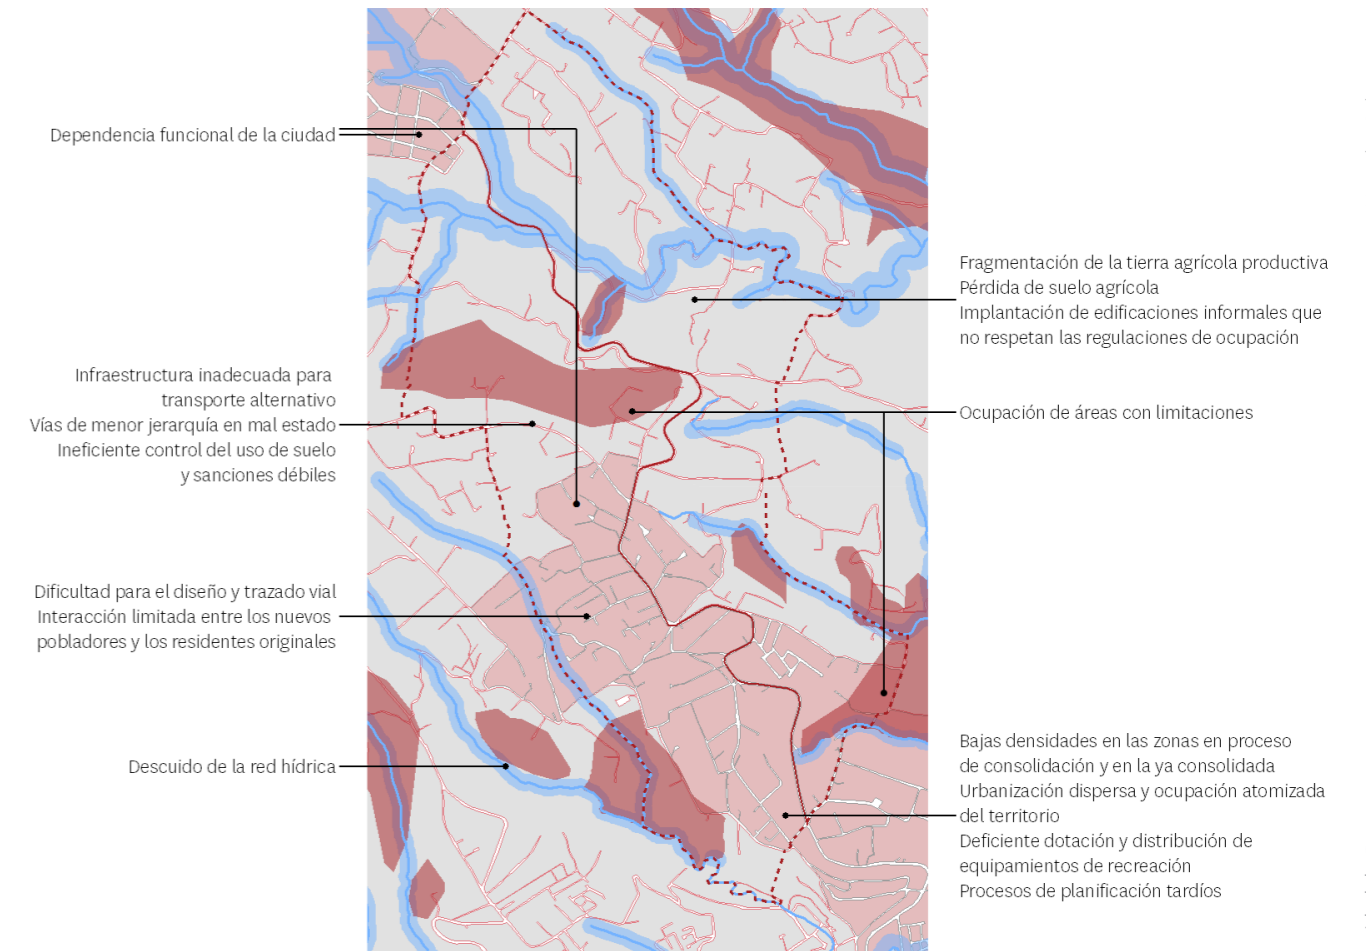 Dependencia funcional de la ciudad
Infraestructura inadecuada para
transporte alternativo
Vías de menor jerarquía en mal estado
Ineficiente control del uso de suelo
y sanciones débiles
Dificultad para el diseño y trazado vial
Interacción limitada entre los nuevos
pobladores y los residentes originales
Descuido de la red hídrica
Fragmentación de la tierra agrícola productiva
Pérdida de suelo agrícola
Implantación de edificaciones informales que
no respetan las regulaciones de ocupación
Ocupación de áreas con limitaciones
Bajas densidades en las zonas en proceso
de consolidación y en la ya consolidada
Urbanización dispersa y ocupación atomizada
del territorio
Deficiente dotación y distribución de
equipamientos de recreación
Procesos de planificación tardíos